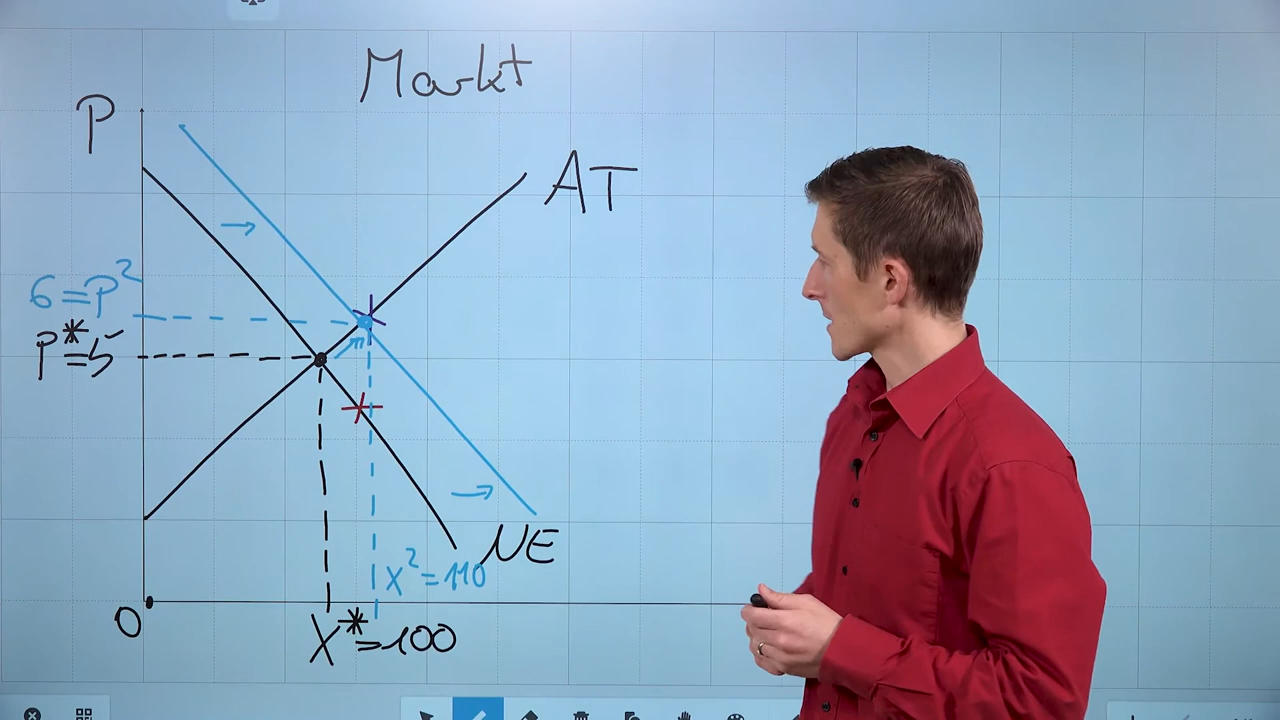 Markt
P
AT
6=P²
P*=5
NE
X²=110
0
X*=100